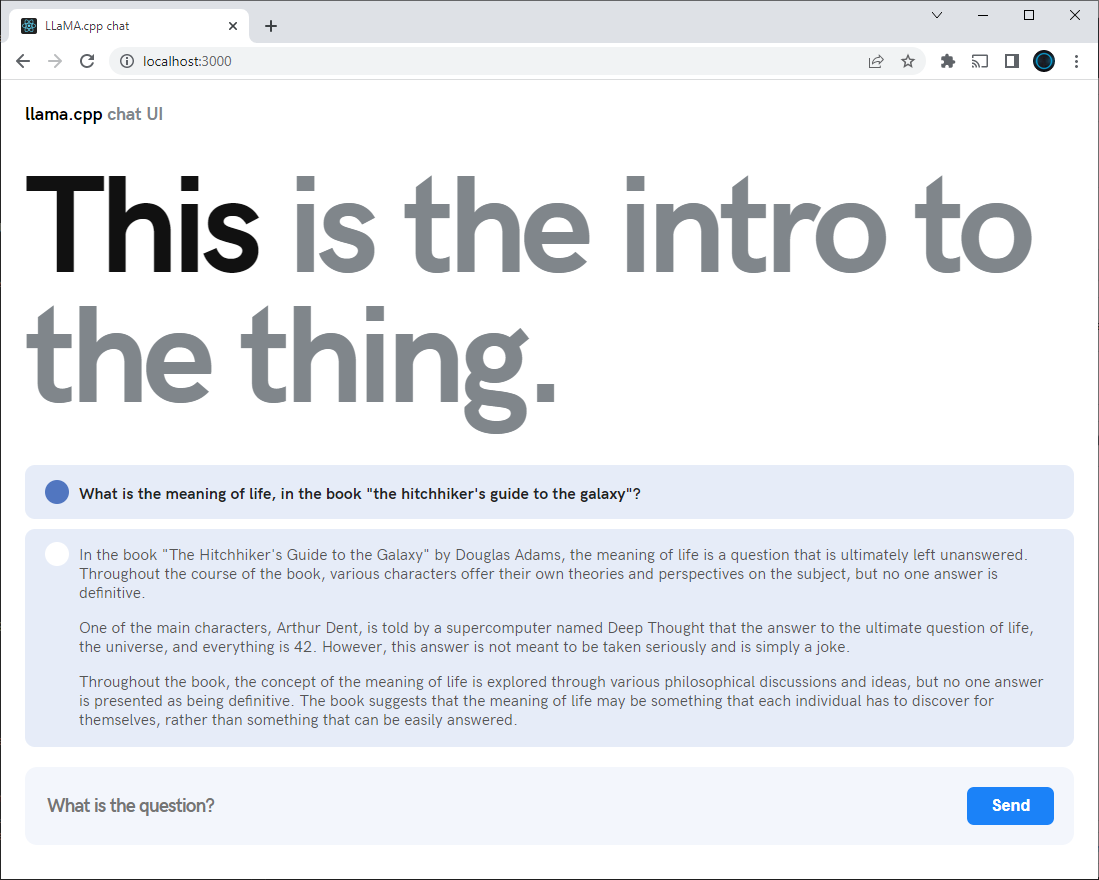 LLaMA.cpp chat
localhost:3000
llama.cpp chat UI
This is the intro to
the thing.
What is the meaning of life, in the book "the hitchhiker's guide to the galaxy"?
In the book "The Hitchhiker's Guide to the Galaxy" by Douglas Adams, the meaning of life is a question that is ultimately left unanswered.
Throughout the course of the book, various characters offer their own theories and perspectives on the subject, but no one answer is
definitive.
One of the main characters, Arthur Dent, is told by a supercomputer named Deep Thought that the answer to the ultimate question of life,
the universe, and everything is 42. However, this answer is not meant to be taken seriously and is simply a joke.
Throughout the book, the concept of the meaning of life is explored through various philosophical discussions and ideas, but no one answer
is presented as being definitive. The book suggests that the meaning of life may be something that each individual has to discover for
themselves, rather than something that can be easily answered.
What is the question?
Send